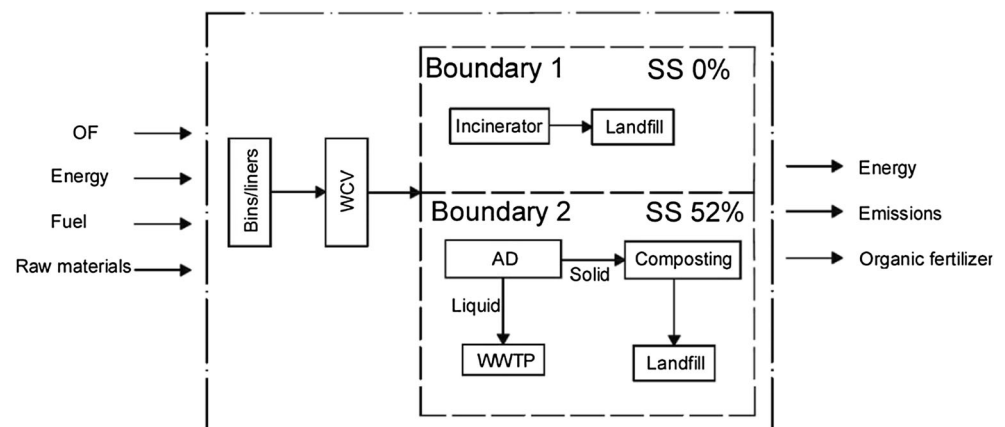 OF
Energy
Fuel
Raw materials
Bins/liners
WCV
Boundary 1 SS 0%
Incinerator
Landfill
Boundary 2 SS 52%
AD
Solid
Composting
Liquid
WWTP
Landfill
Energy
Emissions
Organic fertilizer